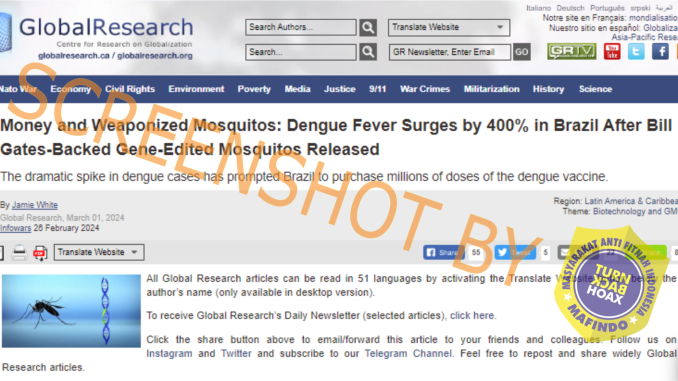 Italiano Deutsch Português srpski العربية
GlobalResearch
Centre for Research on Globalization
globalresearch.ca / globalresearch.org
Search Authors...
Translate Website
Notre site en Français: mondialisatio
Nuestro sitio en español: Globaliza
Asia-Pacific Resea
Search...
GR Newsletter, Enter Email
GO
GRTV
You Tube
Nato War Economy Civil Rights Environment Poverty Media Justice 9/11 War Crimes Militarization History Science
Money and Weaponized Mosquitos: Dengue Fever Surges by 400% in Brazil After Bill
Gates-Backed Gene-Edited Mosquitos Released
The dramatic spike in dengue cases has prompted Brazil to purchase millions of doses of the dengue vaccine.
By Jamie White
Global Research, March 01, 2024
Infowars 26 February 2024
Region: Latin America & Caribbea
Theme: Biotechnology and GM
Translate Website
Share 55
5
All Global Research articles can be read in 51 languages by activating the Translate Website the
author's name (only available in desktop version).
To receive Global Research's Daily Newsletter (selected articles), click here.
Click the share button above to email/forward this article to your friends and colleagues. Follow us on
Instagram and Twitter and subscribe to our Telegram Channel. Feel free to repost and share widely Global
Research articles.
SCREENSHOT BY
MASYARAKAT ANTI FITNAH INDONESIA
TURN
BACK
HOAX
MAFINDO